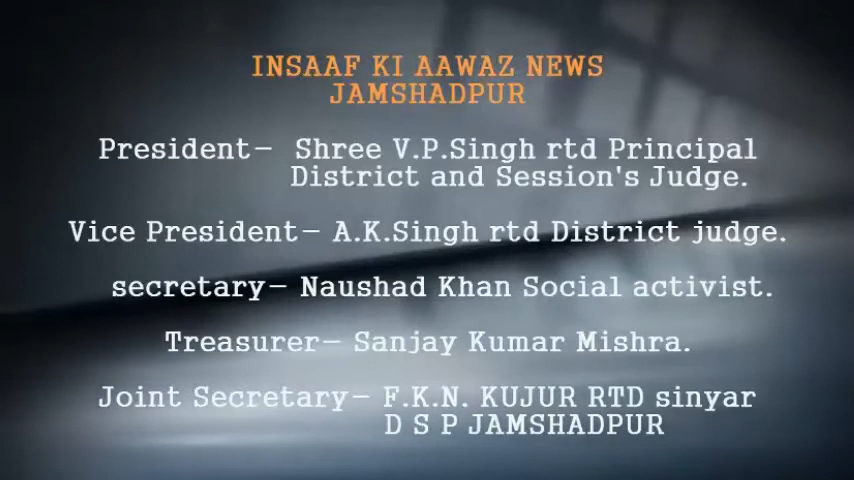 INSAAF KI AAWAZ NEWS
JAMSHADPUR
President- Shree V.P.Singh rtd Principal
District and Session's Judge.
Vice President- A.K.Singh rtd District judge.
secretary- Naushad Khan Social activist.
Treasurer- Sanjay Kumar Mishra.
Joint Secretary- F.K.N. KUJUR RTD sinyar
D S P JAMSHADPUR